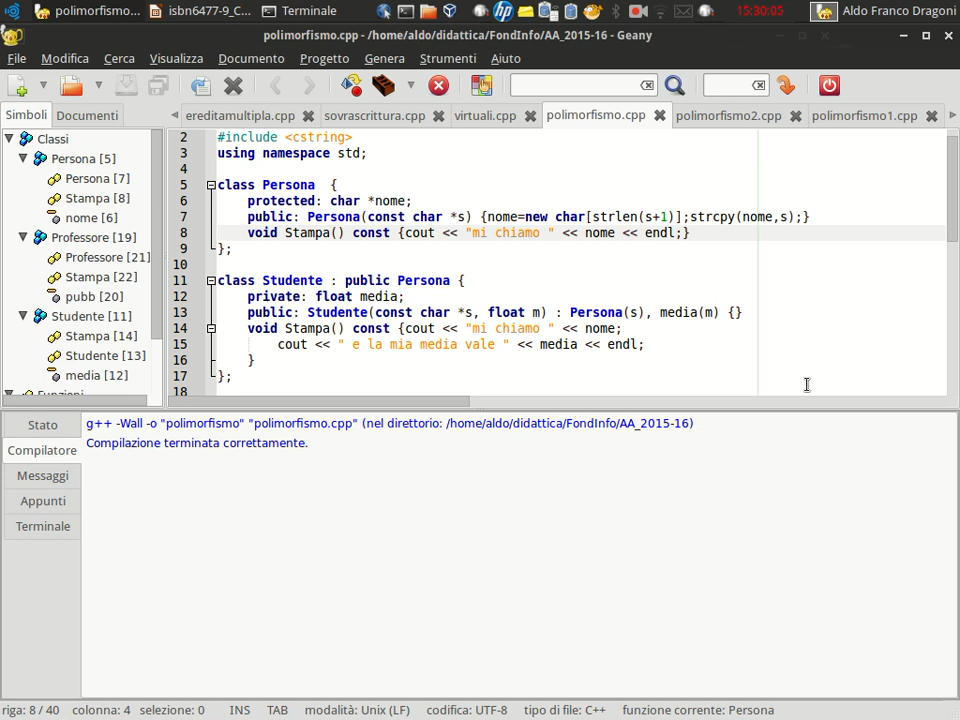 polimorfismo...
isbn6477-9_C...
Terminale
15:30:05
Aldo Franco Dragoni
polimorfismo.cpp - /home/aldo/didattica/FondInfo/AA_2015-16 - Geany
File Modifica Cerca Visualizza Documento Progetto Genera Strumenti Aiuto
Simboli Documenti
ereditamultipla.cpp sovrascrittura.cpp virtuali.cpp polimorfismo.cpp polimorfismo2.cpp polimorfismo1.cpp
Classi
Persona [5]
Persona [7]
Stampa [8]
nome [6]
Professore [19]
Professore [21]
Stampa [22]
pubb [20]
Studente [11]
Stampa [14]
Studente [13]
media [12]
Funzioni
2 #include <cstring>
3 using namespace std;
4
5 class Persona  {
6     protected: char *nome;
7     public: Persona(const char *s) {nome=new char[strlen(s+1)];strcpy(nome,s);}
8     void Stampa() const {cout << "mi chiamo " << nome << endl;}
9 };
10
11 class Studente : public Persona {
12     private: float media;
13     public: Studente(const char *s, float m) : Persona(s), media(m) {}
14     void Stampa() const {cout << "mi chiamo " << nome;
15         cout << " e la mia media vale " << media << endl;
16     }
17 };
18
Stato
Compilatore
Messaggi
Appunti
Terminale
g++ -Wall -o "polimorfismo" "polimorfismo.cpp" (nel direttorio: /home/aldo/didattica/FondInfo/AA_2015-16)
Compilazione terminata correttamente.
riga: 8 / 40 colonna: 4 selezione: 0 INS TAB modalità: Unix (LF) codifica: UTF-8 tipo di file: C++ funzione corrente: Persona